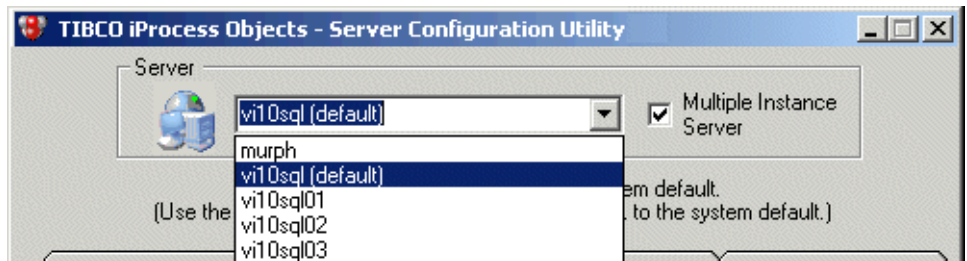 TIBCO iProcess Objects - Server Configuration Utility
Server
vi10sql (default)
Multiple Instance
Server
murph
vi10sql (default)
em default.
vi10sql01
(Use the
to the system default.)
vi10sql02
vi10sql03